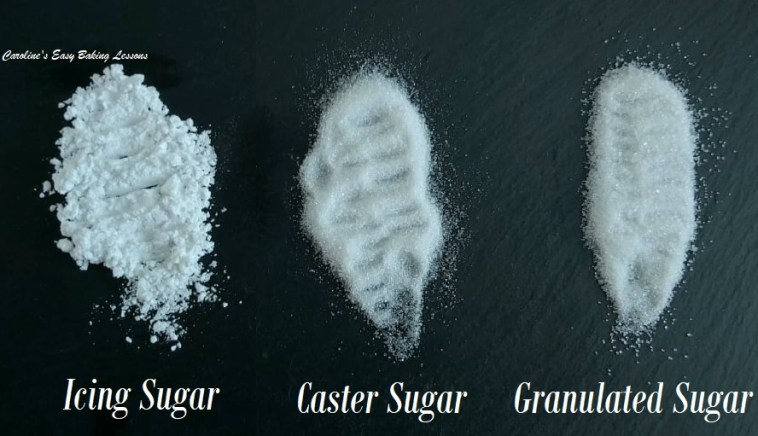 Caroline's Easy Baking Lessons
Icing Sugar
Caster Sugar
Granulated Sugar